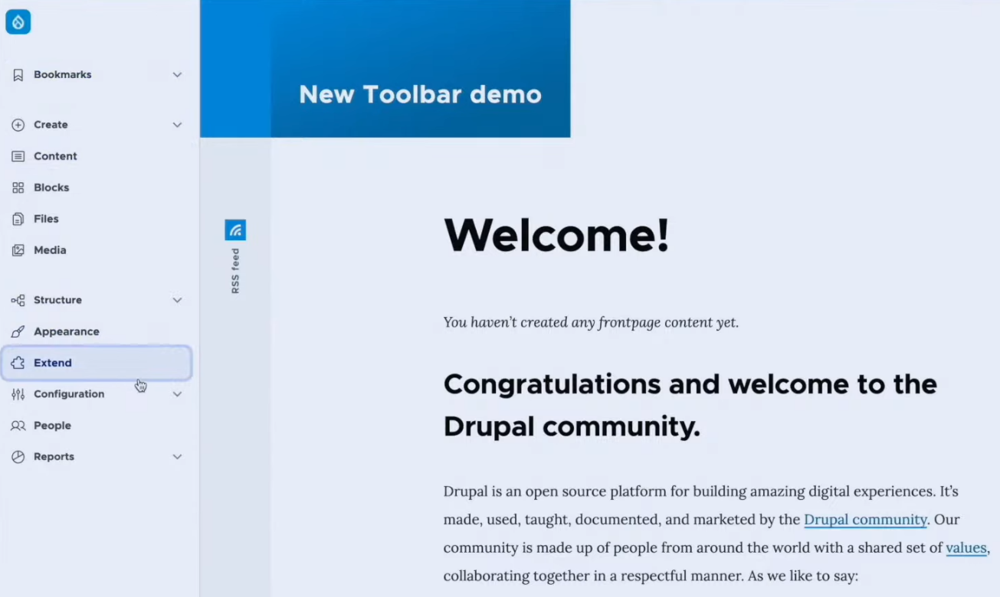 Bookmarks
Create
Content
Blocks
Files
Media
Structure
Appearance
Extend
Configuration
People
Reports
New Toolbar demo
RSS feed
Welcome!
You haven’t created any frontpage content yet.
Congratulations and welcome to the
Drupal community.
Drupal is an open source platform for building amazing digital experiences. It’s
made, used, taught, documented, and marketed by the Drupal community. Our
community is made up of people from around the world with a shared set of values,
collaborating together in a respectful manner. As we like to say: